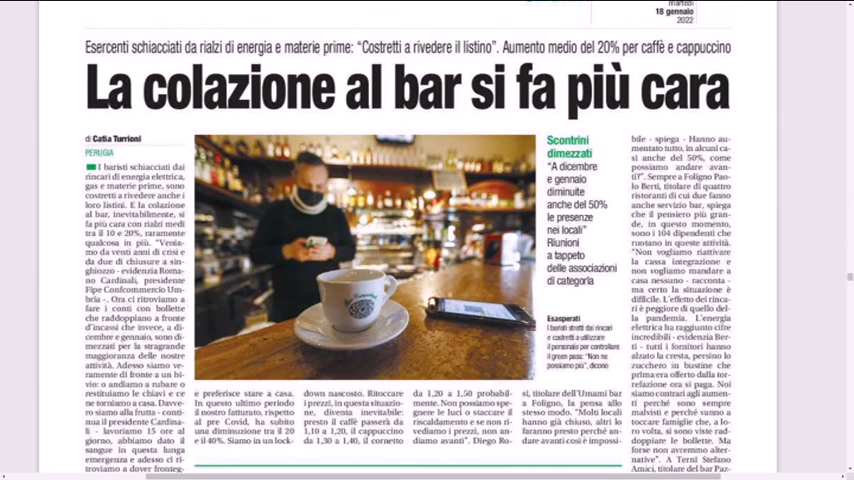 martedì
18 gennaio
2022
Esercenti schiacciati da rialzi di energia e materie prime: “Costretti a rivedere il listino”. Aumento medio del 20% per caffè e cappuccino
La colazione al bar si fa più cara
di Catia Turrioni
PERUGIA
I baristi schiacciati dai
rincari di energia elettrica,
gas e materie prime, sono
costretti a rivedere anche i
loro listini. E la colazione
al bar, inevitabilmente, si
fa più cara con rialzi medi
tra il 10 e 20%, raramente
qualcosa in più. “Venia-
mo da venti anni di crisi e
da due di chiusure a sin-
ghiozzo - evidenzia Roma-
no Cardinali, presidente
Fipe Confcommercio Um-
bria -. Ora ci ritroviamo a
fare i conti con bollette
che raddoppiano a fronte
d'incassi che invece, a di-
cembre e gennaio, sono di-
mezzati per la stragrande
maggioranza delle nostre
attività. Adesso siamo ve-
ramente di fronte a un bi-
vio: o andiamo a rubare o
restituiamo le chiavi e ce
ne torniamo a casa. Davve-
ro siamo alla frutta - conti-
nua il presidente Cardina-
li - lavoriamo 15 ore al
giorno, abbiamo dato il
sangue in questa lunga
emergenza e adesso ci ri-
troviamo a dover fronteg-
e preferisce stare a casa.
In questo ultimo periodo
il nostro fatturato, rispetto
al pre Covid, ha subito
una diminuzione tra il 20
e il 40%. Siamo in un lock-
down nascosto. Ritoccare
i prezzi, in questa situazio-
ne, diventa inevitabile:
presto il caffè passerà da
1,10 a 1,20, il cappuccino
da 1,30 a 1,40, il cornetto
da 1,20 a 1,50 probabil-
mente. Non possiamo spe-
gnere le luci o staccare il
riscaldamento e se non ri-
vediamo i prezzi, non an-
diamo avanti”. Diego Ro-
si, titolare dell'Umami bar
a Foligno, la pensa allo
stesso modo. “Molti locali
hanno già chiuso, altri lo
faranno presto perché an-
dare avanti così è impossi-
Scontrini
dimezzati
“A dicembre
e gennaio
diminuite
anche del 50%
le presenze
nei locali”
Riunioni
a tappeto
delle associazioni
di categoria
Esasperati
I baristi stretti dai rincari
e costretti a utilizzare
il personale per controllare
il green pass: “Non ne
possiamo più”, dicono
bile - spiega - Hanno au-
mentato tutto, in alcuni ca-
si anche del 50%, come
possiamo andare avan-
ti?”. Sempre a Foligno Pao-
lo Berti, titolare di quattro
ristoranti di cui due fanno
anche servizio bar, spiega
che il pensiero più gran-
de, in questo momento,
sono i 104 dipendenti che
ruotano in queste attività.
“Non vogliamo riattivare
la cassa integrazione e
non vogliamo mandare a
casa nessuno - racconta -
ma certo la situazione è
difficile. L'effetto dei rinca-
ri è peggiore di quello del-
la pandemia. L'energia
elettrica ha raggiunto cifre
incredibili - evidenzia Ber-
ti - tutti i fornitori hanno
alzato la cresta, persino lo
zucchero in bustine che
prima era offerto dalla tor-
refazione ora si paga. Noi
siamo contrari agli aumen-
ti perché sono sempre
malvisti e perché vanno a
toccare famiglie che, a lo-
ro volta, si sono viste rad-
doppiare le bollette. Ma
forse non avremmo alter-
native”. A Terni Stefano
Amici, titolare del bar Paz-